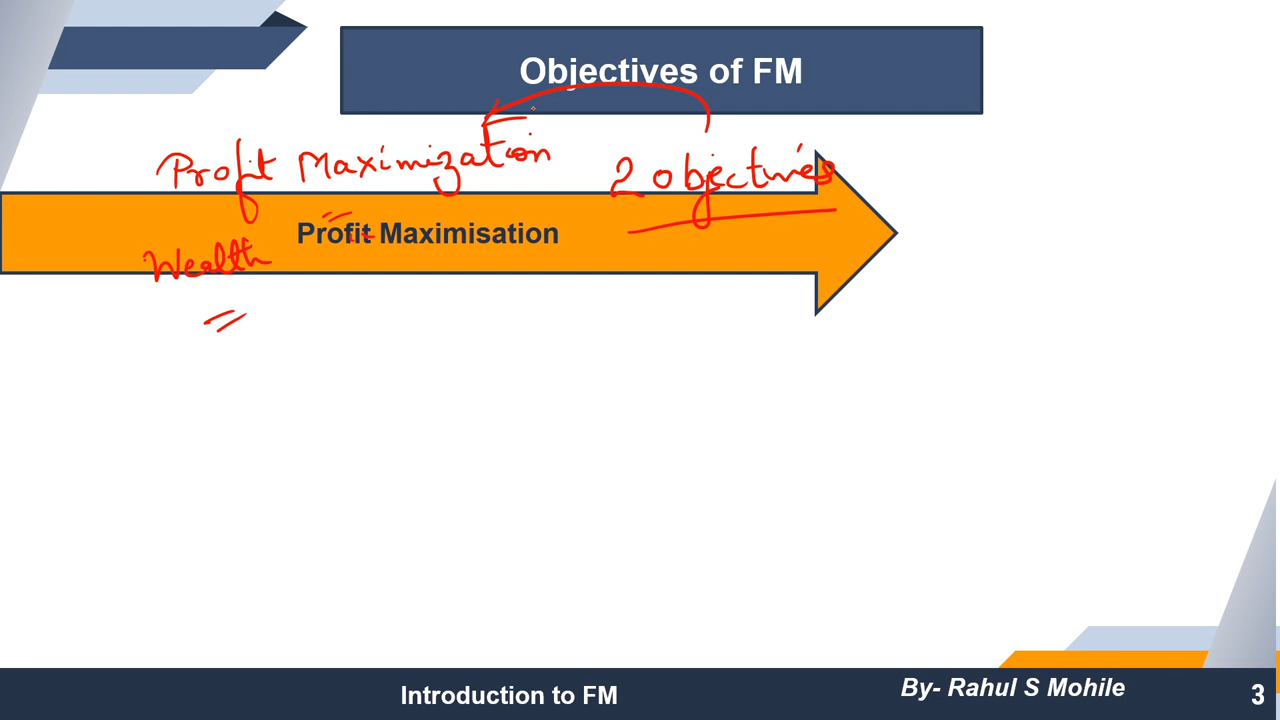 Objectives of FM
Profit Maximization
2 objectives
Profit Maximisation
Wealth
Introduction to FM
By- Rahul S Mohile
3